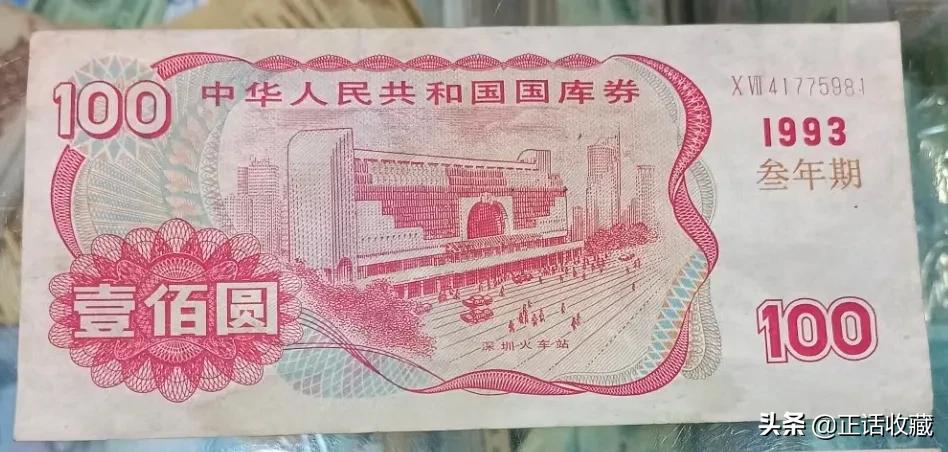 100
中华人民共和国国库券
XⅦ4177598.1
1993
叁年期
壹佰圆
深圳火车站
100
头条 @正话收藏